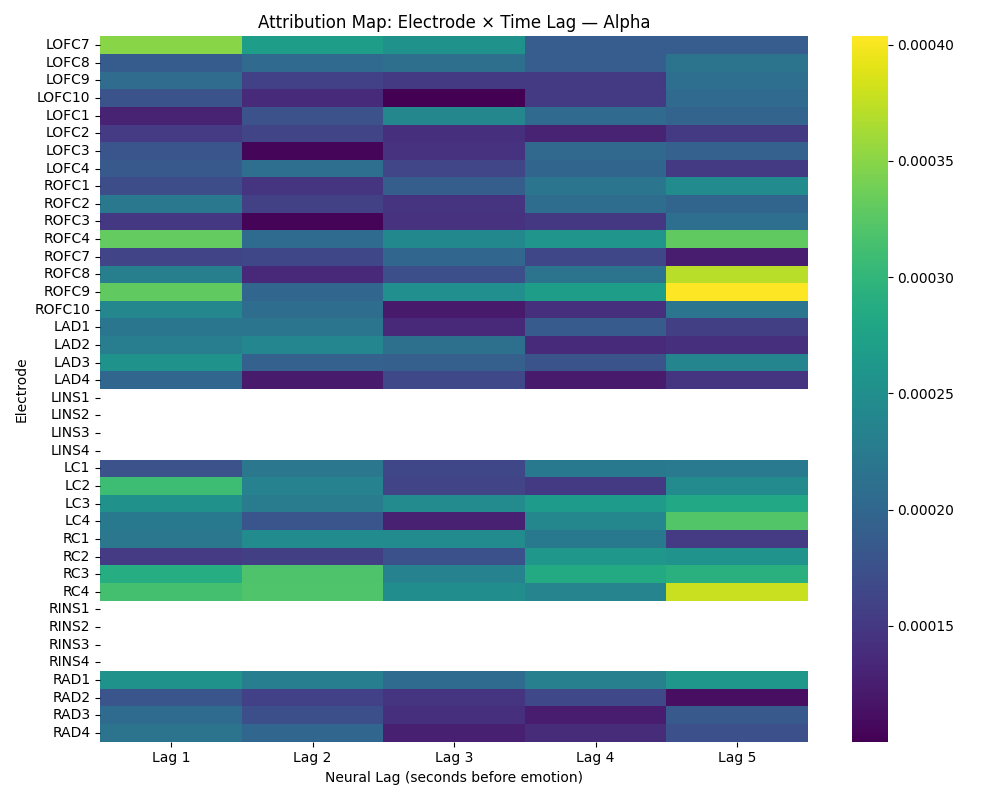 Attribution Map: Electrode × Time Lag — Alpha
LOFC7
LOFC8
LOFC9
LOFC10
LOFC1
LOFC2
LOFC3
LOFC4
ROFC1
ROFC2
ROFC3
ROFC4
ROFC7
ROFC8
ROFC9
ROFC10
LAD1
LAD2
LAD3
LAD4
LINS1
LINS2
LINS3
LINS4
LC1
LC2
LC3
LC4
RC1
RC2
RC3
RC4
RINS1
RINS2
RINS3
RINS4
RAD1
RAD2
RAD3
RAD4
Electrode
Lag 1 Lag 2 Lag 3 Lag 4 Lag 5
Neural Lag (seconds before emotion)
0.00040
0.00035
0.00030
0.00025
0.00020
0.00015